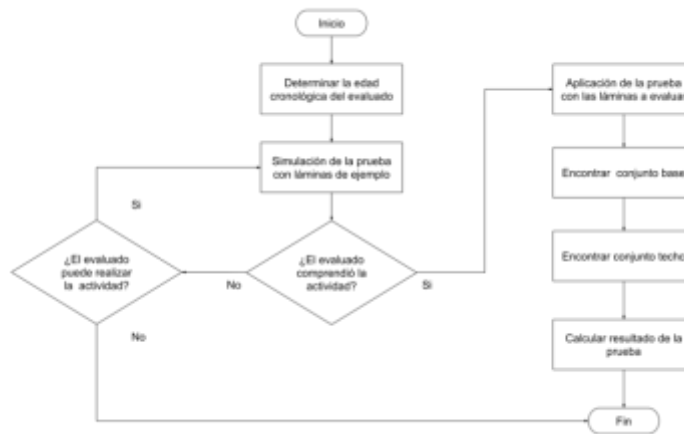 Inicio
Determinar la edad
cronológica del evaluado
Simulación de la prueba
con láminas de ejemplo
¿El evaluado
comprendió la
actividad?
No
Si
¿El evaluado
puede realizar
la actividad?
Si
No
Aplicación de la prueba
con las láminas a evaluar
Encontrar conjunto base
Encontrar conjunto techo
Calcular resultado de la
prueba
Fin